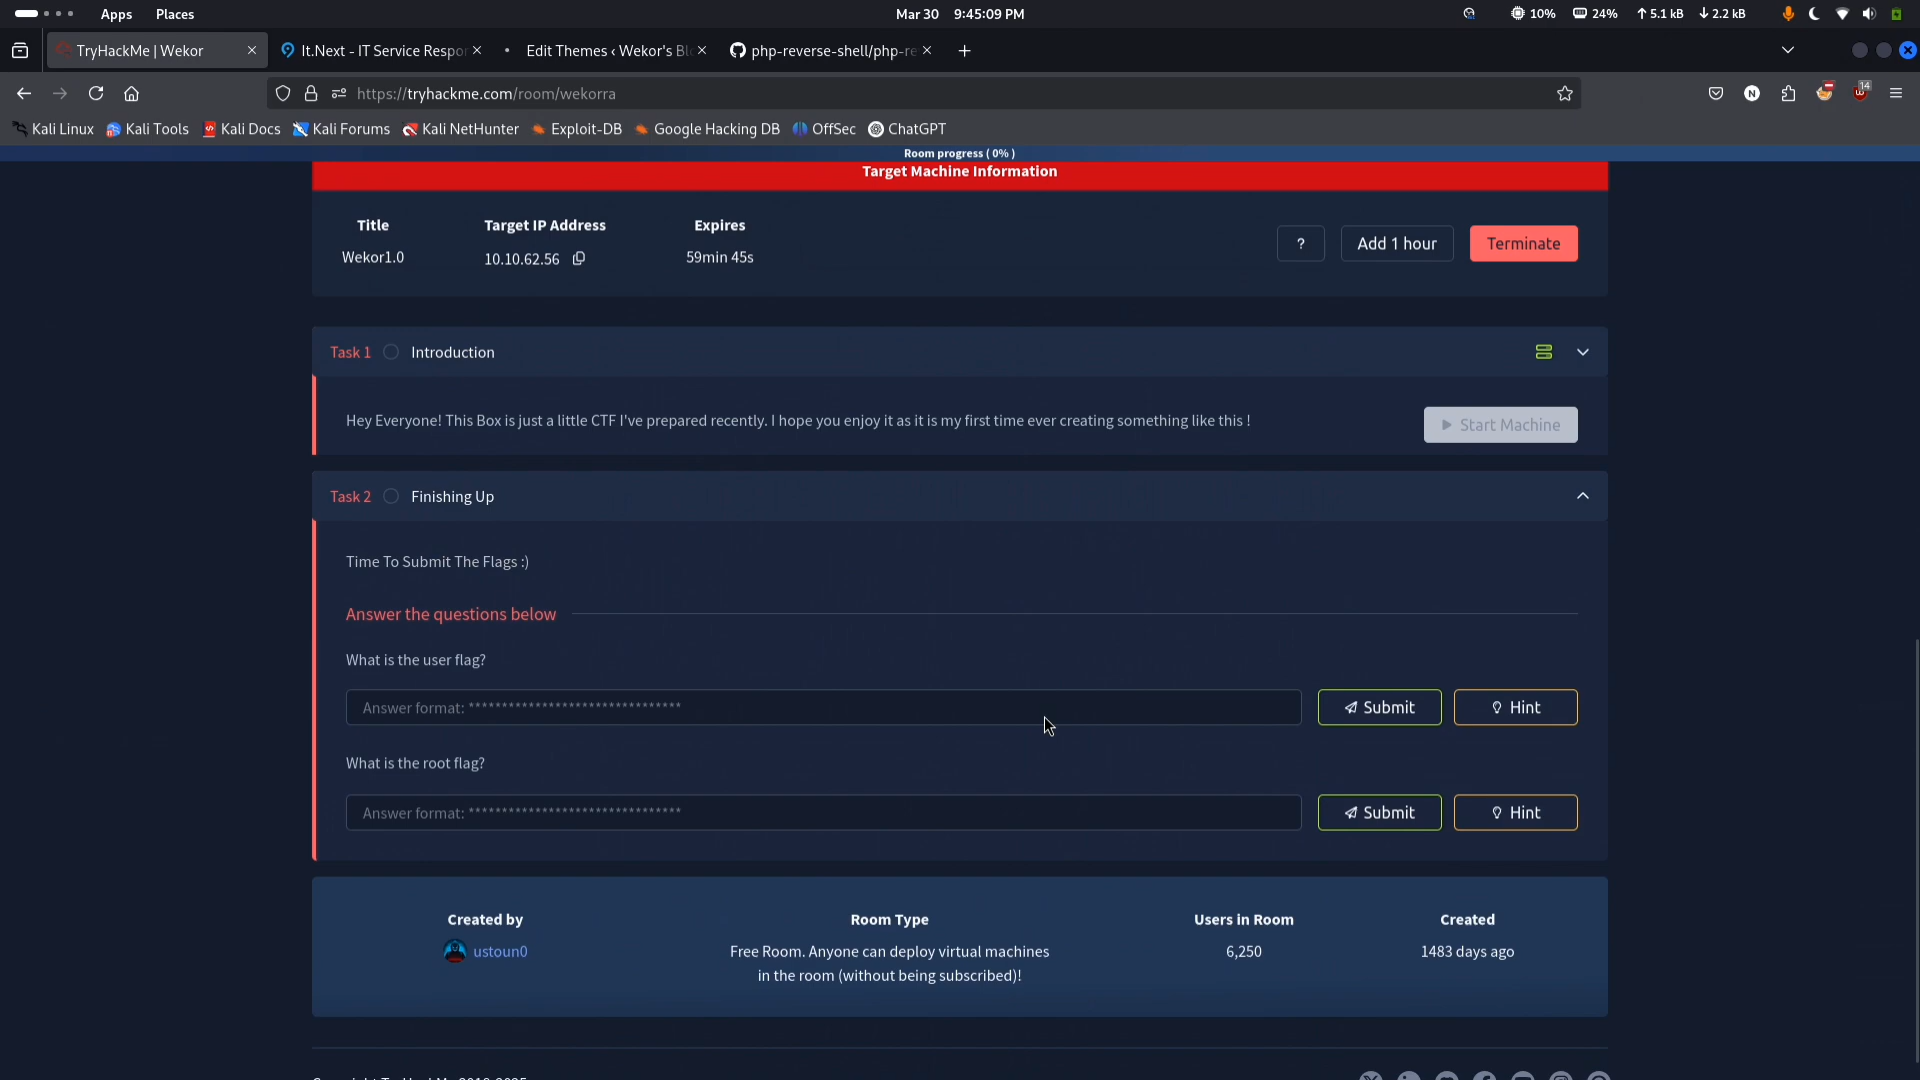 Apps Places Mar 30 9:45:09 PM 10% 24% ↑ 5.1 kB ↓ 2.2 kB
TryHackMe | Wekor It.Next - IT Service Respo • Edit Themes ‹ Wekor's Bl php-reverse-shell/php-re
https://tryhackme.com/room/wekorra
N 14
Kali Linux Kali Tools Kali Docs Kali Forums Kali NetHunter Exploit-DB Google Hacking DB OffSec ChatGPT
Room progress ( 0% )
Target Machine Information
Title Target IP Address Expires
Wekor1.0 10.10.62.56 59min 45s
? Add 1 hour Terminate
Task 1 Introduction
Hey Everyone! This Box is just a little CTF I've prepared recently. I hope you enjoy it as it is my first time ever creating something like this !
Start Machine
Task 2 Finishing Up
Time To Submit The Flags :)
Answer the questions below
What is the user flag?
Answer format: ******************************** Submit Hint
What is the root flag?
Answer format: ******************************** Submit Hint
Created by Room Type Users in Room Created
ustoun0 Free Room. Anyone can deploy virtual machines in the room (without being subscribed)! 6,250 1483 days ago